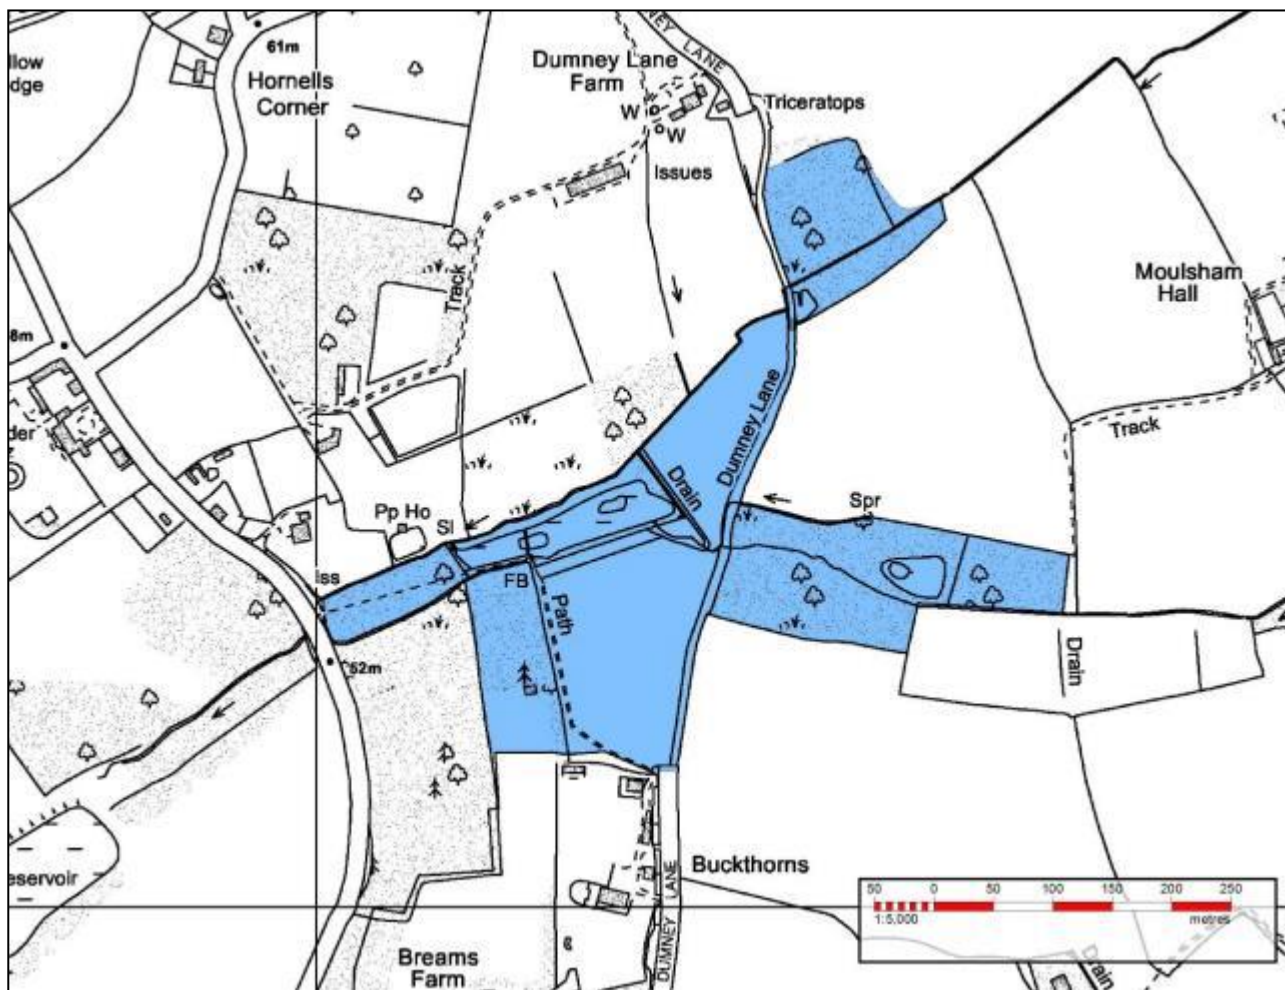 NEY LANE
61m
llow
dge
Hornells
Corner
Dumney Lane
Farm
W
W
Triceratops
Issues
Moulsham
Hall
Track
8m
Dumney Lane
Track
der
Drain
Spr
Pp Ho
Sl
iss
FB
Path
52m
Drain
eservoir
Buckthorns
50 0 50 100 150 200 250
1:5,000 metres
DUMNEY LANE
Breams
Farm
Drain